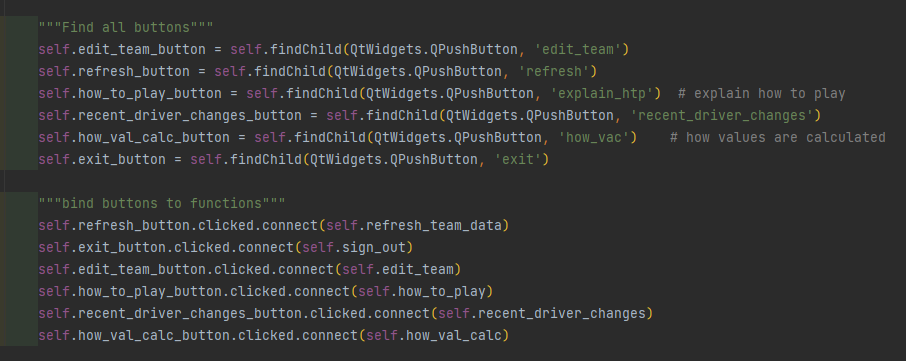 """Find all buttons"""
self.edit_team_button = self.findChild(QtWidgets.QPushButton, 'edit_team')
self.refresh_button = self.findChild(QtWidgets.QPushButton, 'refresh')
self.how_to_play_button = self.findChild(QtWidgets.QPushButton, 'explain_htp')  # explain how to play
self.recent_driver_changes_button = self.findChild(QtWidgets.QPushButton, 'recent_driver_changes')
self.how_val_calc_button = self.findChild(QtWidgets.QPushButton, 'how_vac')    # how values are calculated
self.exit_button = self.findChild(QtWidgets.QPushButton, 'exit')
"""bind buttons to functions"""
self.refresh_button.clicked.connect(self.refresh_team_data)
self.exit_button.clicked.connect(self.sign_out)
self.edit_team_button.clicked.connect(self.edit_team)
self.how_to_play_button.clicked.connect(self.how_to_play)
self.recent_driver_changes_button.clicked.connect(self.recent_driver_changes)
self.how_val_calc_button.clicked.connect(self.how_val_calc)